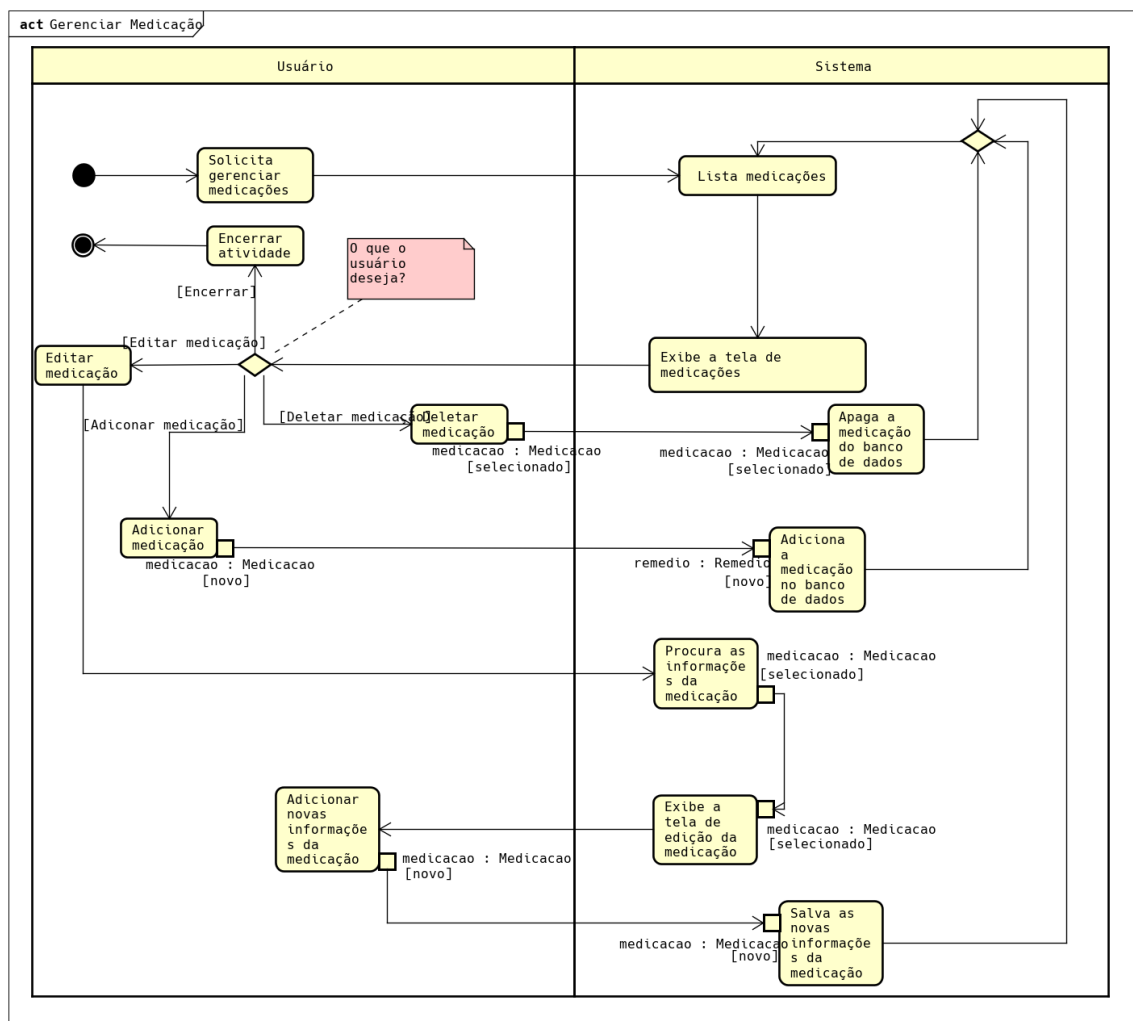 act Gerenciar Medicação
Usuário
Sistema
Solicita
gerenciar
medicações
Lista medicações
Encerrar
atividade
O que o
usuário
deseja?
[Encerrar]
[Editar medicação]
Editar
medicação
Exibe a tela de
medicações
[Adiconar medicação]
[Deletar medicação]
Deletar
medicação
medicacao : Medicacao
[selecionado]
medicacao : Medicacao
[selecionado]
Apaga a
medicação
do banco
de dados
Adicionar
medicação
medicacao : Medicacao
[novo]
remedio : Remedio
[novo]
Adiciona
a
medicação
no banco
de dados
Procura as
informaçõe
s da
medicação
medicacao : Medicacao
[selecionado]
Adicionar
novas
informaçõe
s da
medicação
medicacao : Medicacao
[novo]
Exibe a
tela de
edição da
medicação
medicacao : Medicacao
[selecionado]
medicacao : Medicacao
[novo]
Salva as
novas
informaçõe
s da
medicação